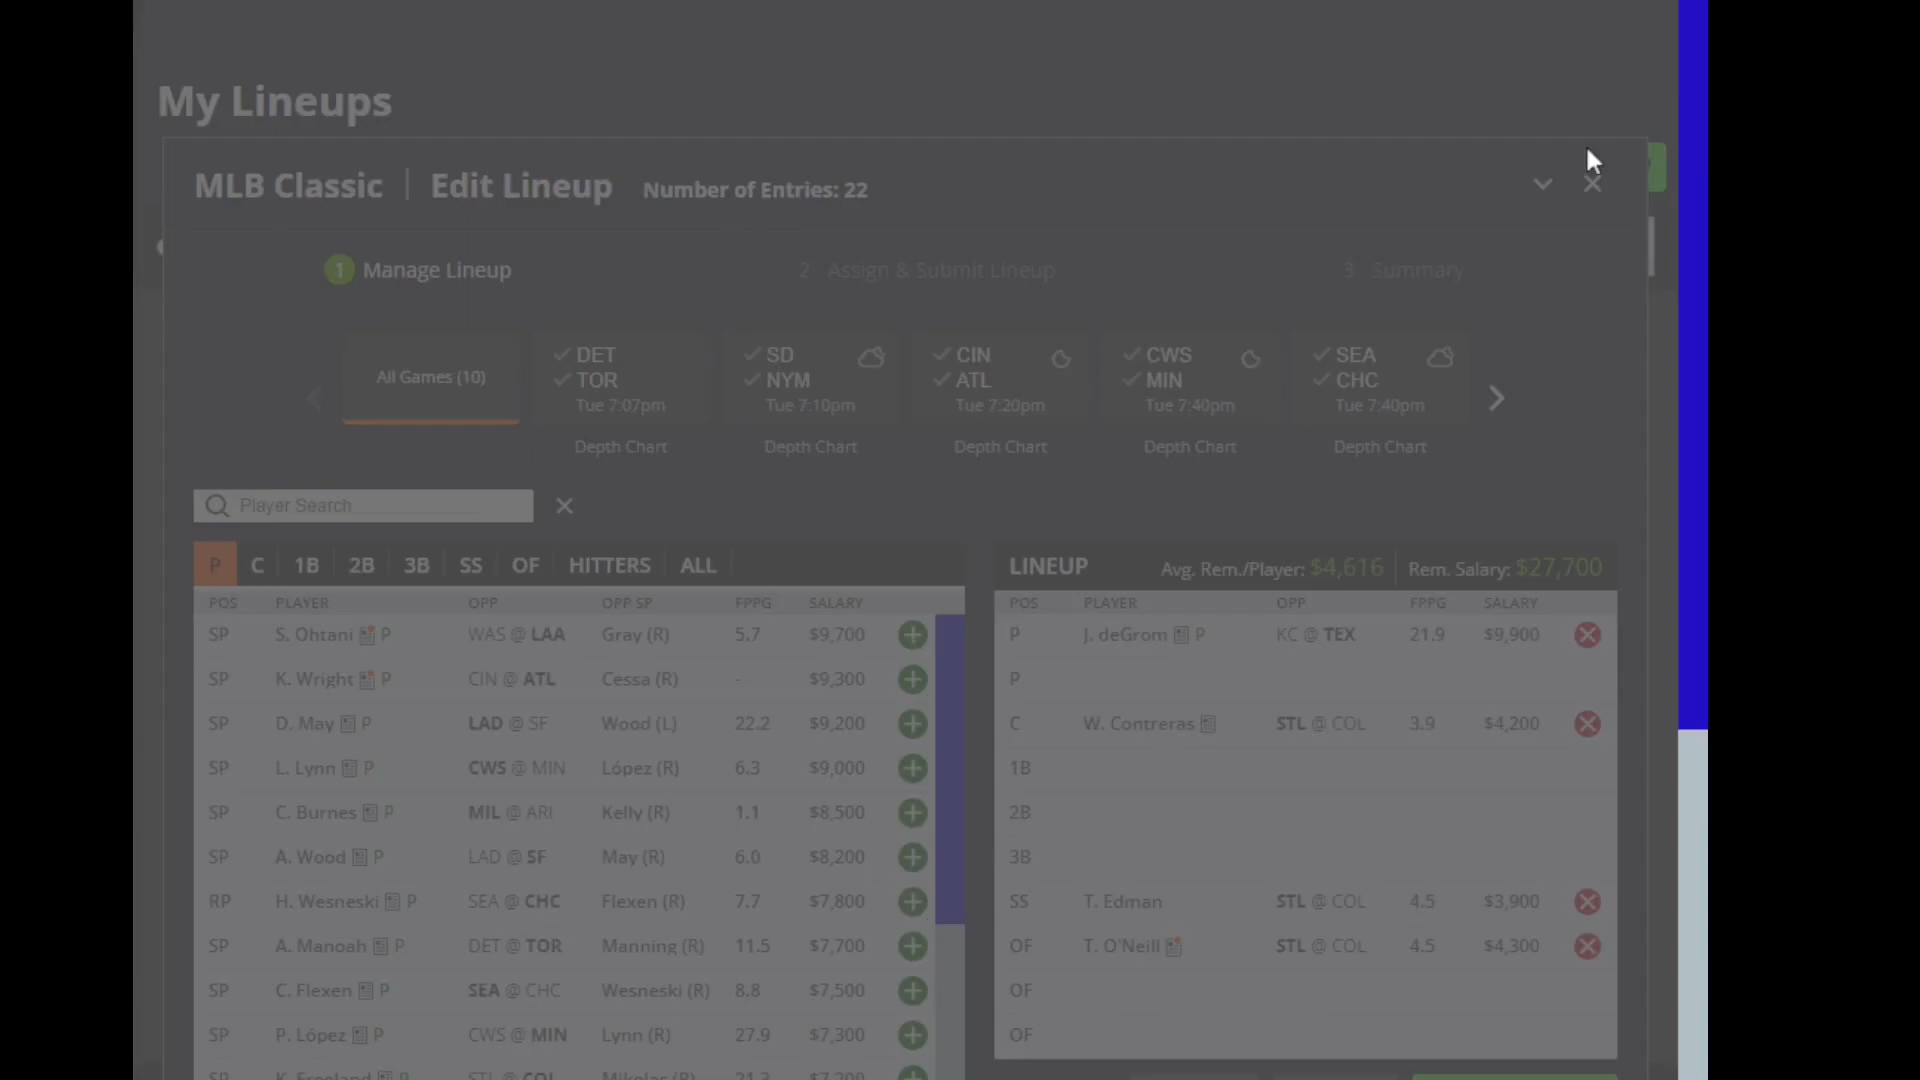 My Lineups
MLB Classic | Edit Lineup Number of Entries: 22
1 Manage Lineup 2 Assign & Submit Lineup 3 Summary
All Games (10)
DET
TOR
Tue 7:07pm
Depth Chart
SD
NYM
Tue 7:10pm
Depth Chart
CIN
ATL
Tue 7:20pm
Depth Chart
CWS
MIN
Tue 7:40pm
Depth Chart
SEA
CHC
Tue 7:40pm
Depth Chart
Player Search
P C 1B 2B 3B SS OF HITTERS ALL
POS PLAYER OPP OPP SP FPPG SALARY
SP S. Ohtani P WAS @ LAA Gray (R) 5.7 $9,700
SP K. Wright P CIN @ ATL Cessa (R) - $9,300
SP D. May P LAD @ SF Wood (L) 22.2 $9,200
SP L. Lynn P CWS @ MIN López (R) 6.3 $9,000
SP C. Burnes P MIL @ ARI Kelly (R) 1.1 $8,500
SP A. Wood P LAD @ SF May (R) 6.0 $8,200
RP H. Wesneski P SEA @ CHC Flexen (R) 7.7 $7,800
SP A. Manoah P DET @ TOR Manning (R) 11.5 $7,700
SP C. Flexen P SEA @ CHC Wesneski (R) 8.8 $7,500
SP P. López P CWS @ MIN Lynn (R) 27.9 $7,300
SP K. Freeland P STL @ COL Mikolas (R) 21.3 $7,200
LINEUP Avg. Rem./Player: $4,616 Rem. Salary: $27,700
POS PLAYER OPP FPPG SALARY
P J. deGrom P KC @ TEX 21.9 $9,900
P
C W. Contreras STL @ COL 3.9 $4,200
1B
2B
3B
SS T. Edman STL @ COL 4.5 $3,900
OF T. O'Neill STL @ COL 4.5 $4,300
OF
OF